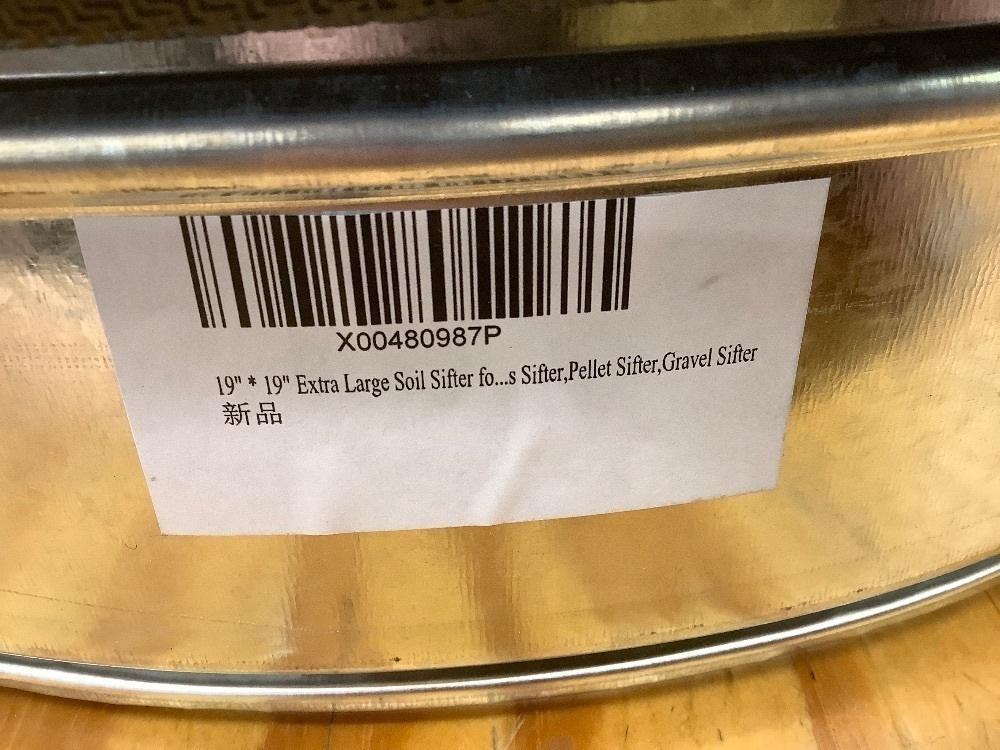 X00480987P
19" * 19" Extra Large Soil Sifter fo...s Sifter,Pellet Sifter,Gravel Sifter
新品